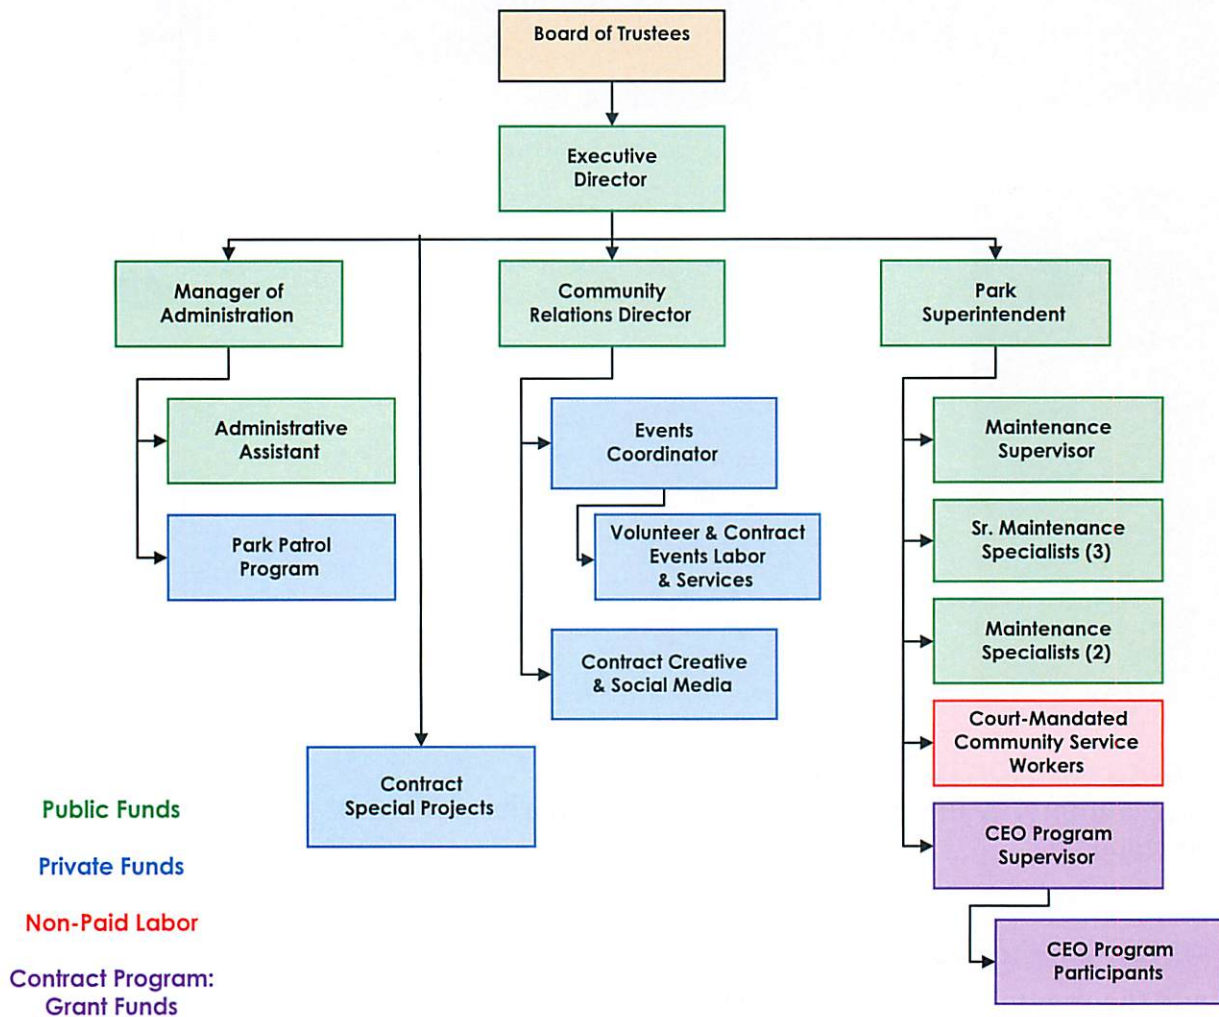 Board of Trustees
Executive
Director
Manager of
Administration
Community
Relations Director
Park
Superintendent
Administrative
Assistant
Park Patrol
Program
Events
Coordinator
Volunteer & Contract
Events Labor
& Services
Contract Creative
& Social Media
Contract
Special Projects
Maintenance
Supervisor
Sr. Maintenance
Specialists (3)
Maintenance
Specialists (2)
Court-Mandated
Community Service
Workers
CEO Program
Supervisor
CEO Program
Participants
Public Funds
Private Funds
Non-Paid Labor
Contract Program:
Grant Funds